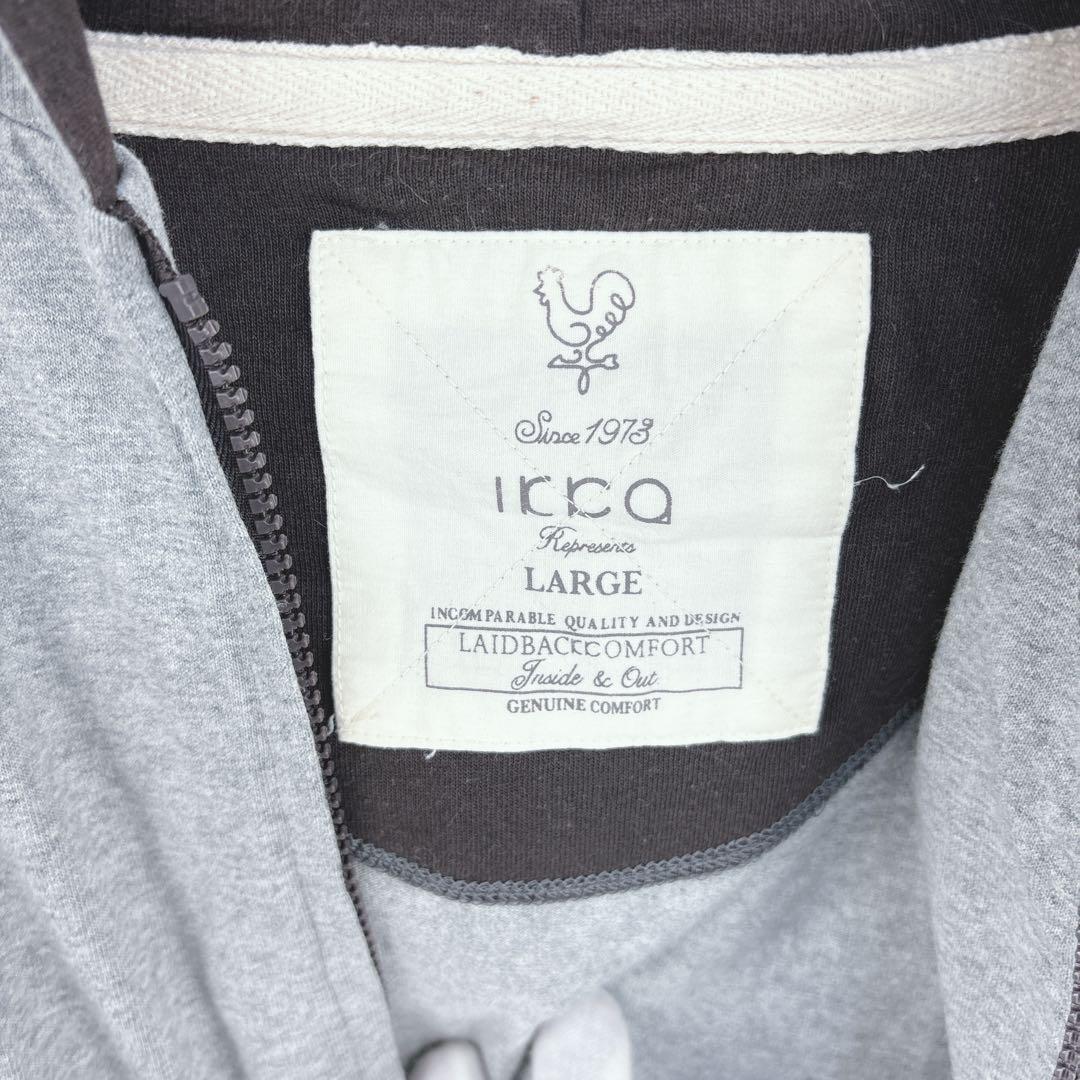 Since 1973
ikka
Represents
LARGE
INCOMPARABLE QUALITY AND DESIGN
LAIDBACKCOMFORT
Inside & Out
GENUINE COMFORT